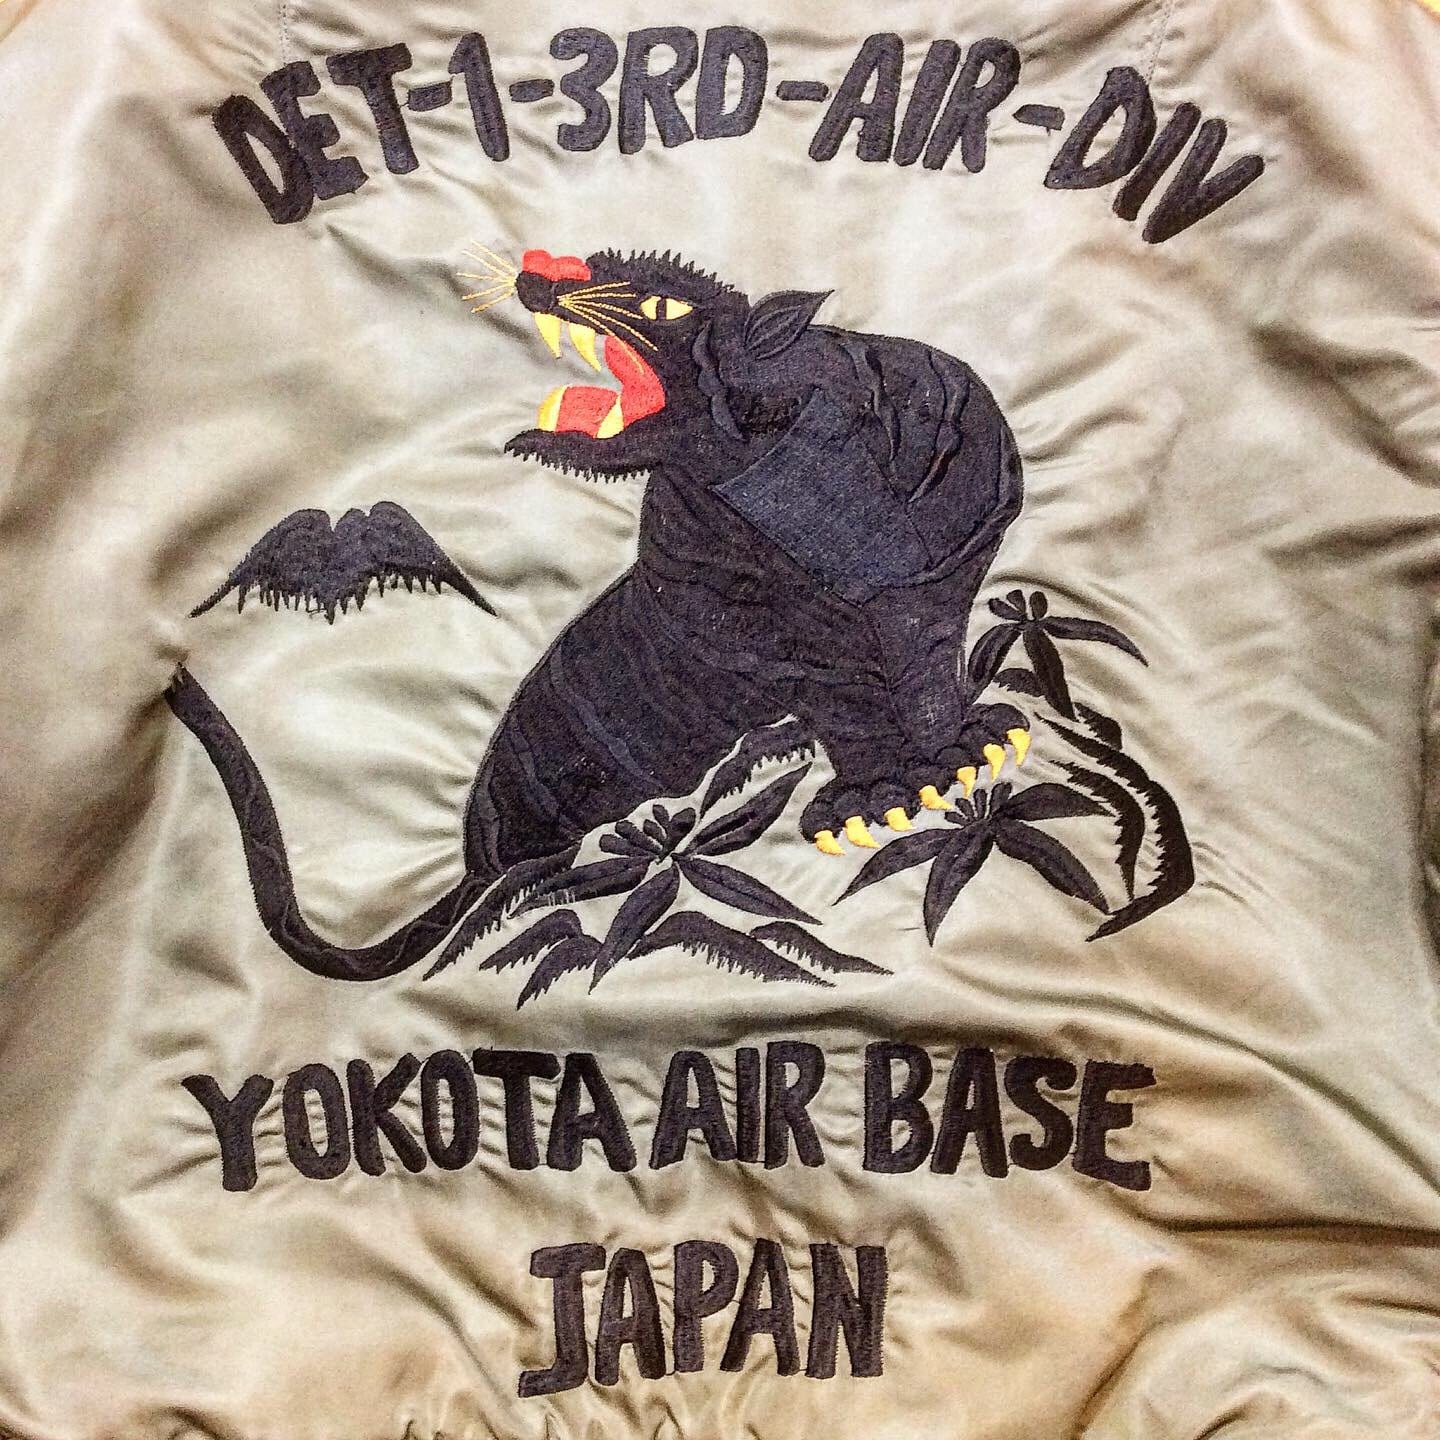 DET-1-3RD-AIR-DIV
YOKOTA AIR BASE
JAPAN